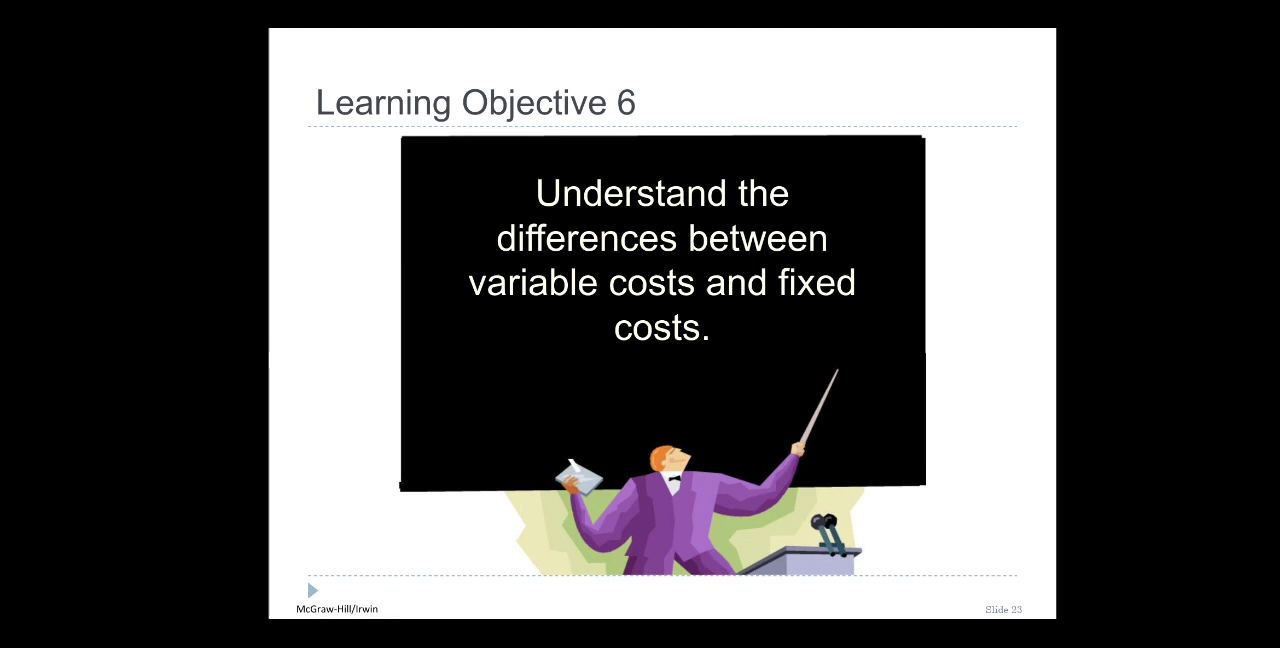 Learning Objective 6
Understand the
differences between
variable costs and fixed
costs.
McGraw-Hill/Irwin
Slide 23